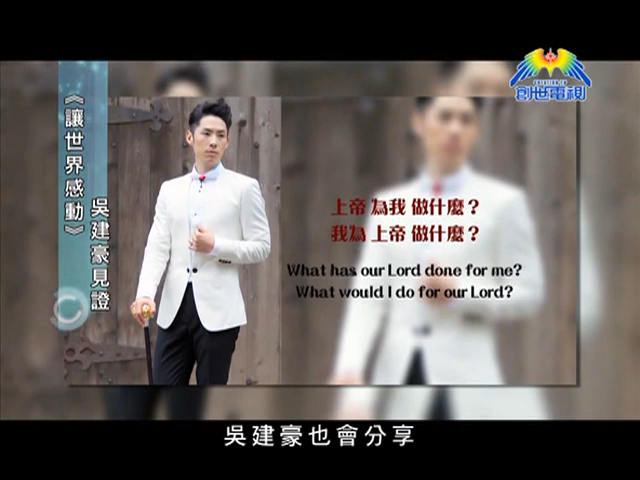 CREATION TV
創世電視
《讓世界感動》
吳建豪見證
上帝 為我 做什麼？
我為 上帝 做什麼？
What has our Lord done for me?
What would I do for our Lord?
吳建豪也會分享